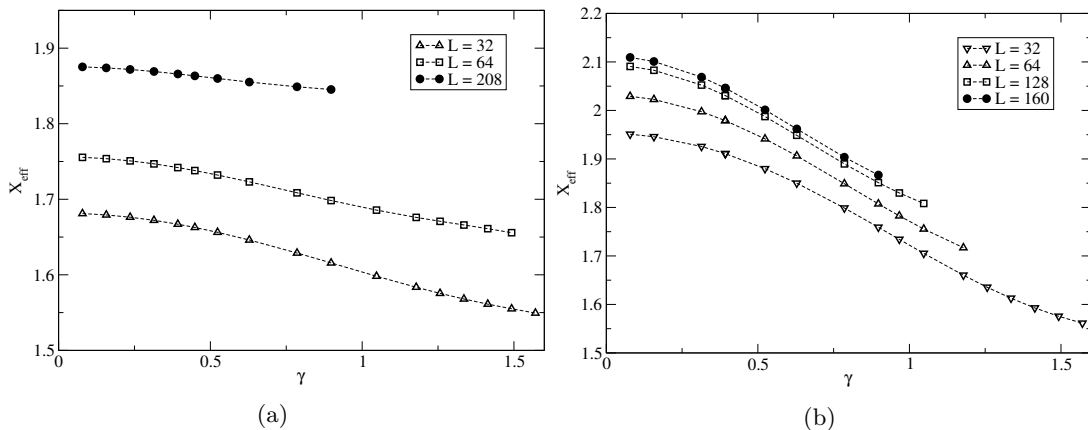 1.9
1.8
1.7
1.6
1.5
X_eff
0
0.5
1
1.5
γ
L = 32
L = 64
L = 208
(a)
2.2
2.1
2
1.9
1.8
1.7
1.6
1.5
X_eff
0
0.5
1
1.5
γ
L = 32
L = 64
L = 128
L = 160
(b)